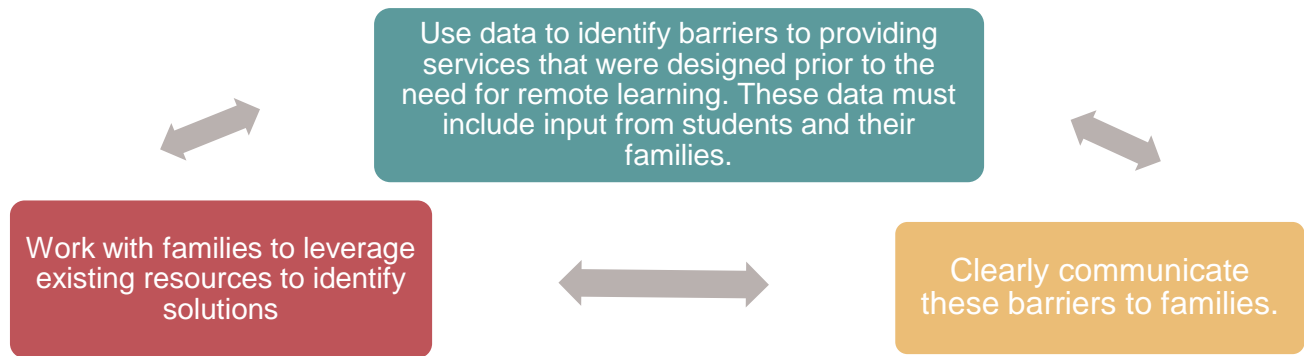 Use data to identify barriers to providing
services that were designed prior to the
need for remote learning. These data must
include input from students and their
families.
Work with families to leverage
existing resources to identify
solutions
Clearly communicate
these barriers to families.